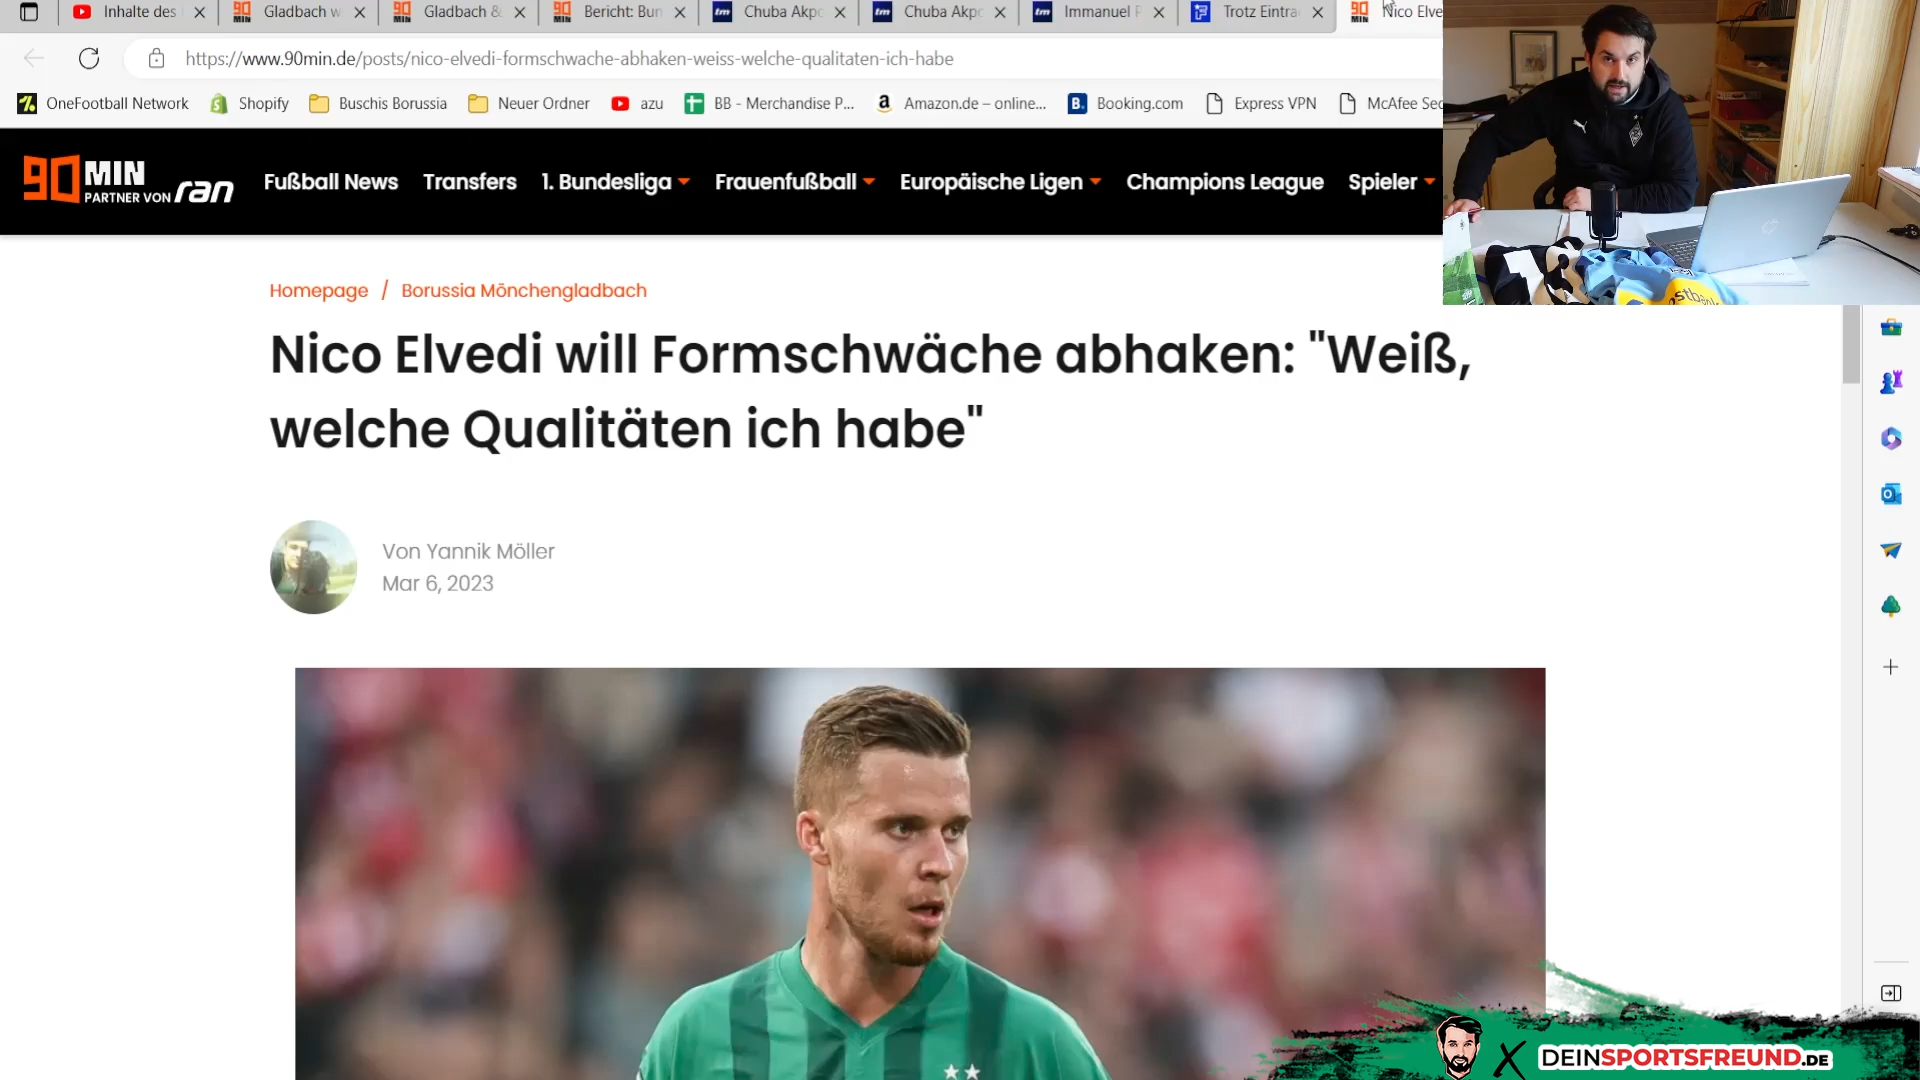 Inhalte des
Gladbach w
Gladbach &
Bericht: Bun
tm Chuba Akpo
tm Chuba Akpo
tm Immanuel P
Trotz Eintra
Nico Elve
https://www.90min.de/posts/nico-elvedi-formschwache-abhaken-weiss-welche-qualitaten-ich-habe
OneFootball Network
Shopify
Buschis Borussia
Neuer Ordner
azu
BB - Merchandise P...
Amazon.de – online...
Booking.com
Express VPN
McAfee Sec
90 MIN
PARTNER VON ran
Fußball News
Transfers
1. Bundesliga
Frauenfußball
Europäische Ligen
Champions League
Spieler
Homepage / Borussia Mönchengladbach
Nico Elvedi will Formschwäche abhaken: "Weiß,
welche Qualitäten ich habe"
Von Yannik Möller
Mar 6, 2023
X DEINSPORTSFREUND.DE